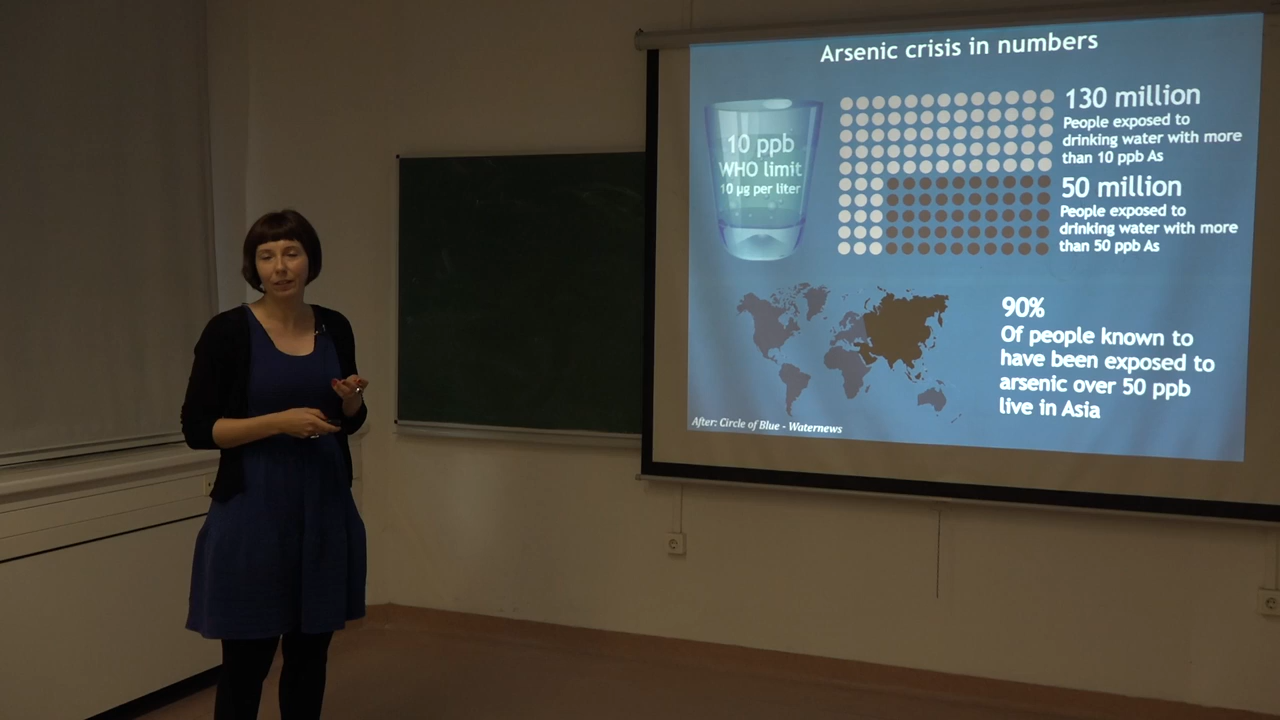 Arsenic crisis in numbers
10 ppb
WHO limit
10 µg per liter
130 million
People exposed to
drinking water with more
than 10 ppb As
50 million
People exposed to
drinking water with more
than 50 ppb As
90%
Of people known to
have been exposed to
arsenic over 50 ppb
live in Asia
After: Circle of Blue - Waternews